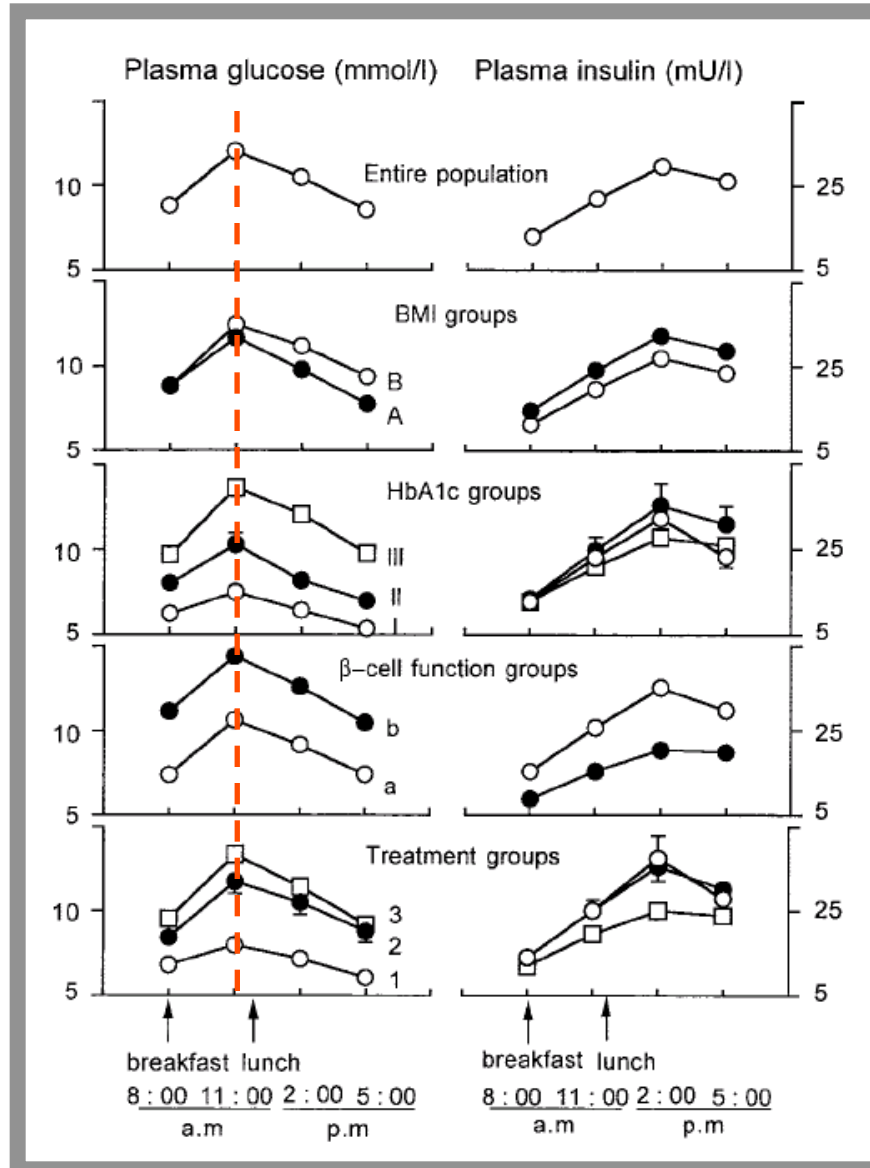 Plasma glucose (mmol/l) Plasma insulin (mU/l)
Entire population
10 25
5 5
BMI groups
10 25
B
A
5 5
HbA1c groups
10 25
III
II
I
5 5
β-cell function groups
10 25
b
a
5 5
Treatment groups
10 25
3
2
1
5 5
breakfast lunch breakfast lunch
8 : 00 11 : 00 2 : 00 5 : 00 8 : 00 11 : 00 2 : 00 5 : 00
a.m p.m a.m p.m